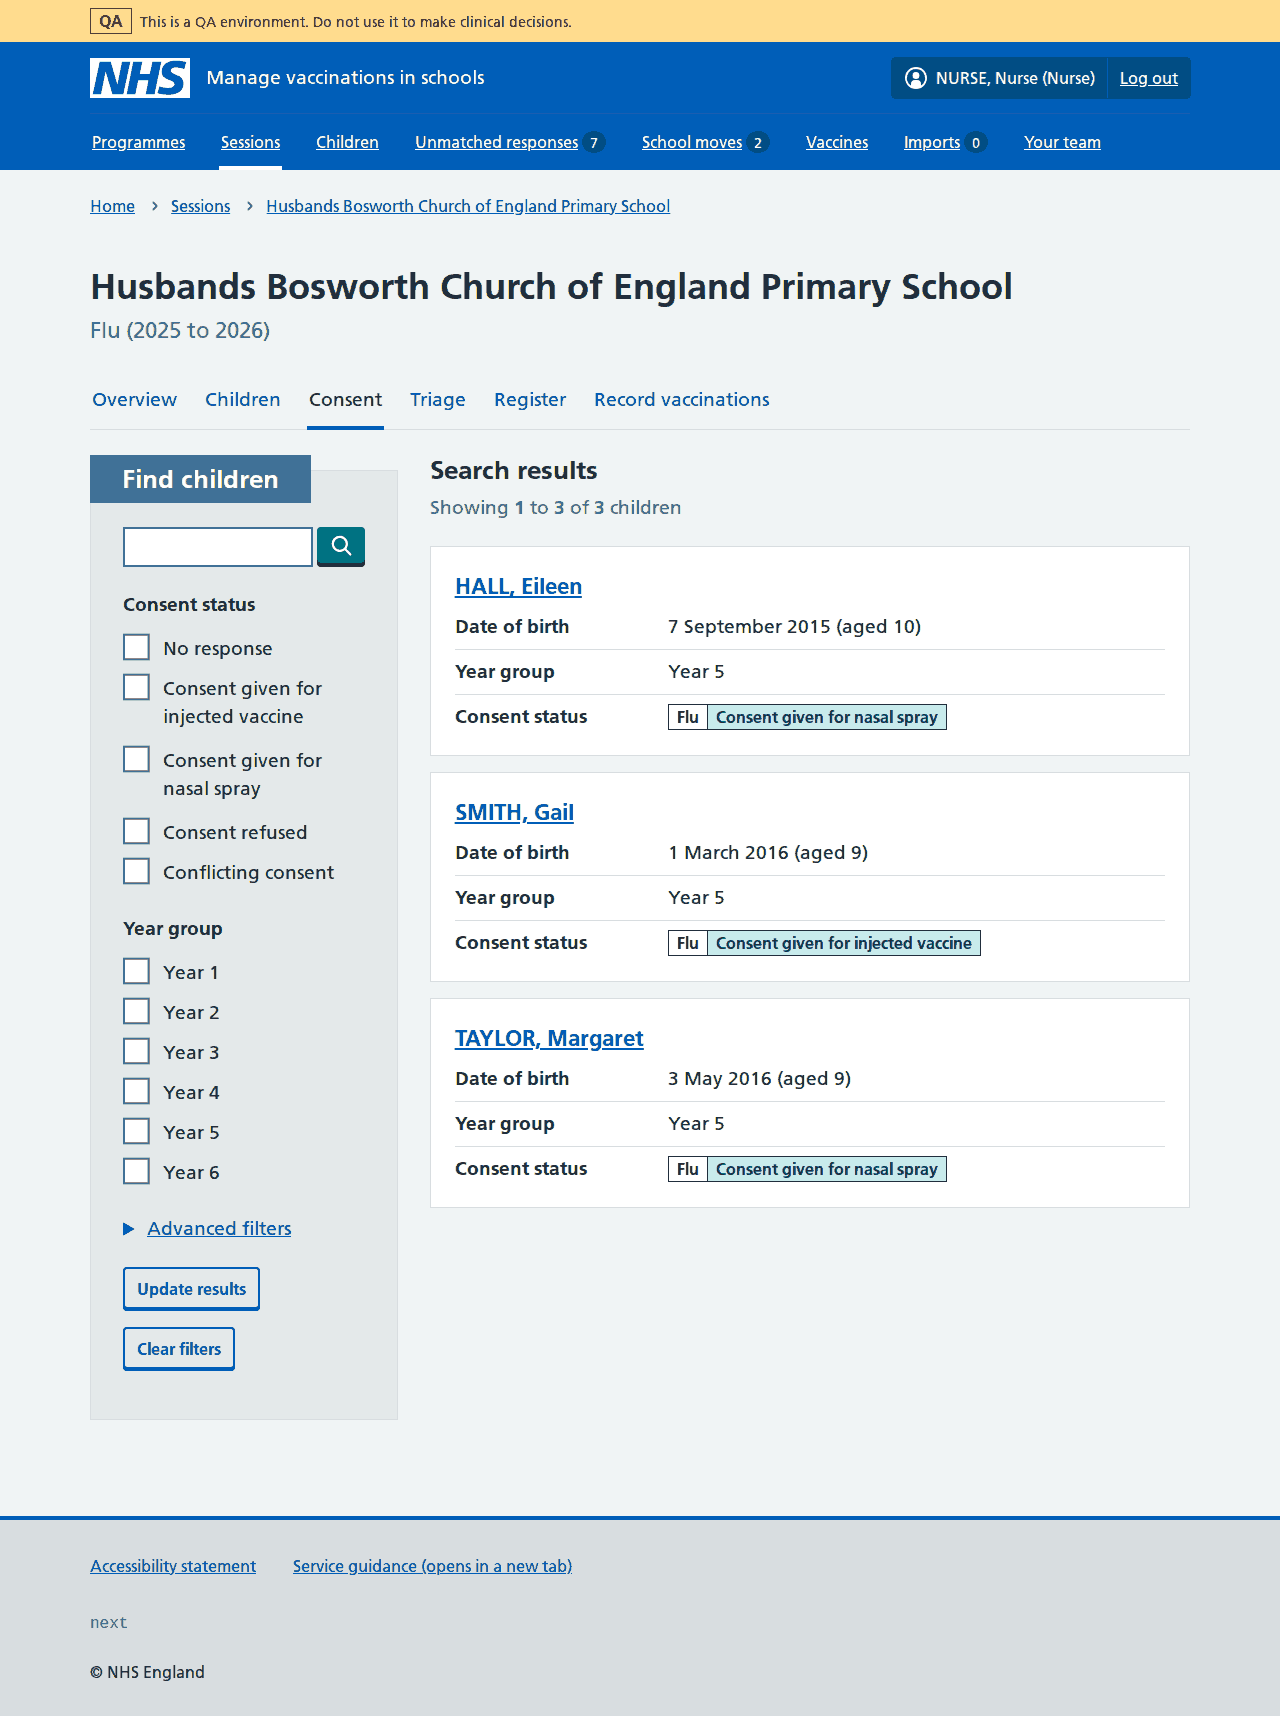 QA This is a QA environment. Do not use it to make clinical decisions.
NHS Manage vaccinations in schools NURSE, Nurse (Nurse) Log out
Programmes Sessions Children Unmatched responses 7 School moves 2 Vaccines Imports 0 Your team
Home Sessions Husbands Bosworth Church of England Primary School
Husbands Bosworth Church of England Primary School
Flu (2025 to 2026)
Overview Children Consent Triage Register Record vaccinations
Find children
Consent status
No response
Consent given for
injected vaccine
Consent given for
nasal spray
Consent refused
Conflicting consent
Year group
Year 1
Year 2
Year 3
Year 4
Year 5
Year 6
Advanced filters
Update results
Clear filters
Search results
Showing 1 to 3 of 3 children
HALL, Eileen
Date of birth 7 September 2015 (aged 10)
Year group Year 5
Consent status Flu Consent given for nasal spray
SMITH, Gail
Date of birth 1 March 2016 (aged 9)
Year group Year 5
Consent status Flu Consent given for injected vaccine
TAYLOR, Margaret
Date of birth 3 May 2016 (aged 9)
Year group Year 5
Consent status Flu Consent given for nasal spray
Accessibility statement Service guidance (opens in a new tab)
next
© NHS England